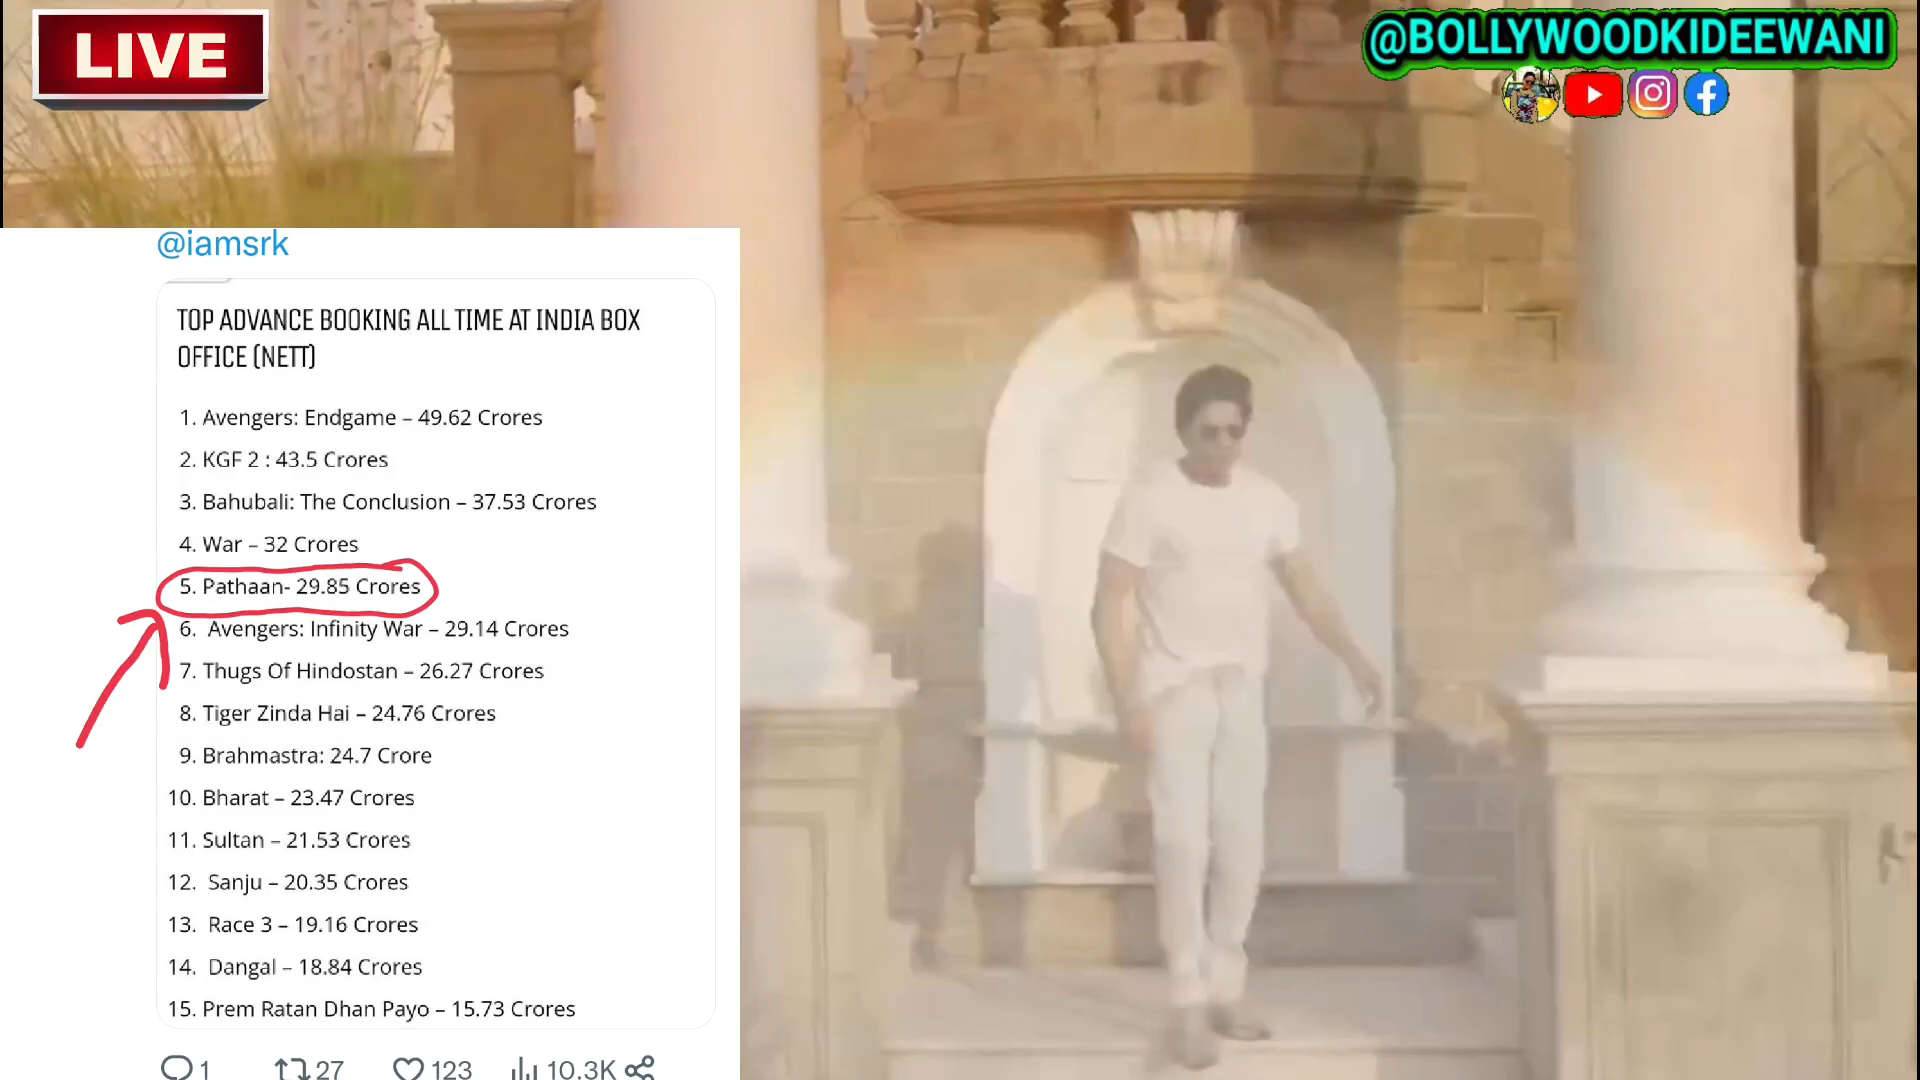 LIVE
@BOLLYWOODKIDEEWANI
@iamsrk
TOP ADVANCE BOOKING ALL TIME AT INDIA BOX
OFFICE (NETT)
1. Avengers: Endgame – 49.62 Crores
2. KGF 2 : 43.5 Crores
3. Bahubali: The Conclusion – 37.53 Crores
4. War – 32 Crores
5. Pathaan- 29.85 Crores
6. Avengers: Infinity War – 29.14 Crores
7. Thugs Of Hindostan – 26.27 Crores
8. Tiger Zinda Hai – 24.76 Crores
9. Brahmastra: 24.7 Crore
10. Bharat – 23.47 Crores
11. Sultan – 21.53 Crores
12. Sanju – 20.35 Crores
13. Race 3 – 19.16 Crores
14. Dangal – 18.84 Crores
15. Prem Ratan Dhan Payo – 15.73 Crores
1 27 123 10.3K